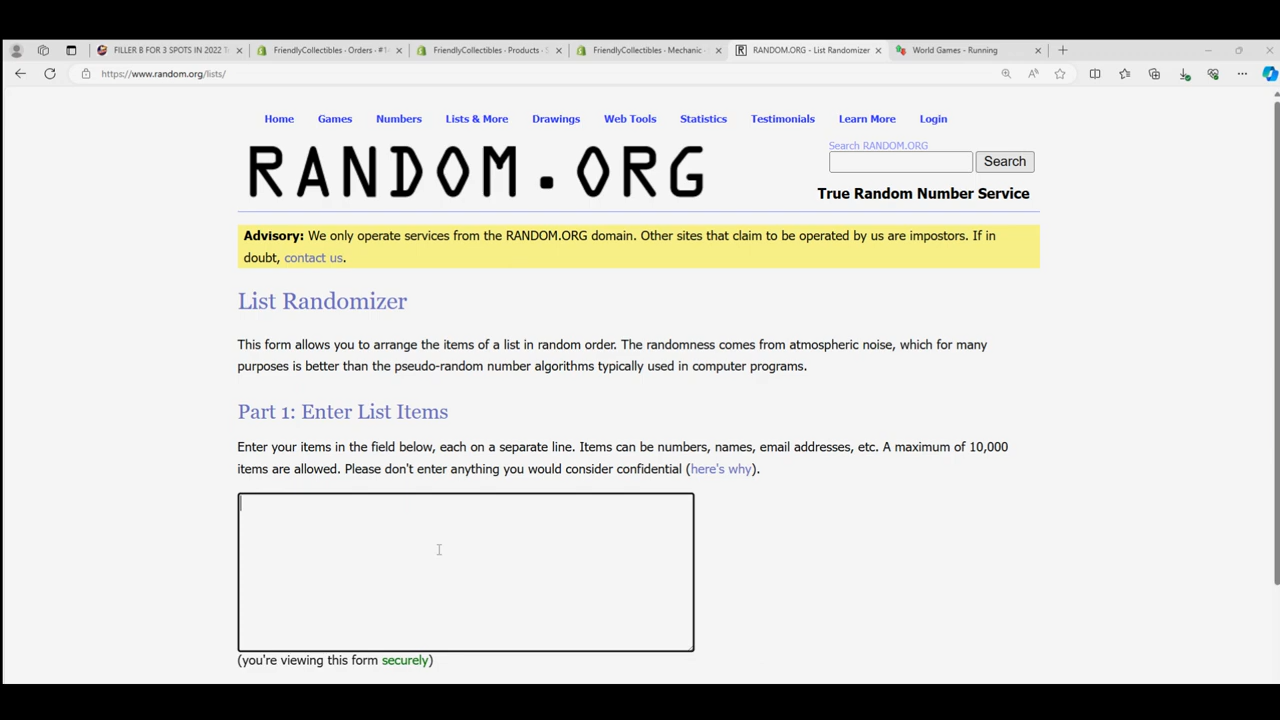 FILLER B FOR 3 SPOTS IN 2022
FriendlyCollectibles - Orders - #1
FriendlyCollectibles - Products - S
FriendlyCollectibles - Mechanic -
RANDOM.ORG - List Randomizer
World Games - Running
https://www.random.org/lists/
Home Games Numbers Lists & More Drawings Web Tools Statistics Testimonials Learn More Login
RANDOM.ORG
Search RANDOM.ORG
Search
True Random Number Service
Advisory: We only operate services from the RANDOM.ORG domain. Other sites that claim to be operated by us are impostors. If in
doubt, contact us.
List Randomizer
This form allows you to arrange the items of a list in random order. The randomness comes from atmospheric noise, which for many
purposes is better than the pseudo-random number algorithms typically used in computer programs.
Part 1: Enter List Items
Enter your items in the field below, each on a separate line. Items can be numbers, names, email addresses, etc. A maximum of 10,000
items are allowed. Please don't enter anything you would consider confidential (here's why).
(you're viewing this form securely)